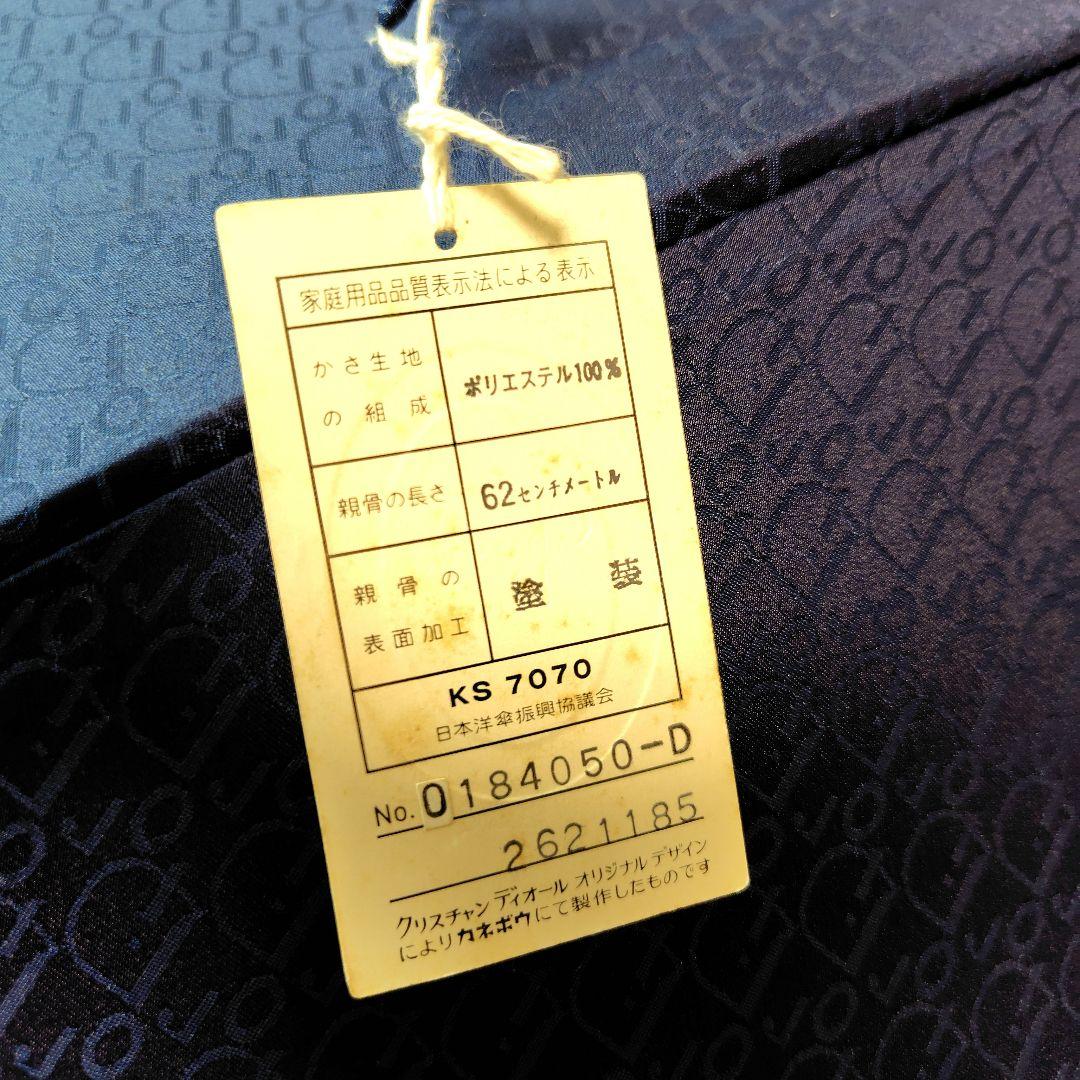 家庭用品品質表示法による表示
かさ生地
の組成
ポリエステル100%
親骨の長さ
62センチメートル
親骨の
表面加工
塗装
KS 7070
日本洋傘振興協議会
No. 0184050-D
2621185
クリスチャン ディオール オリジナル デザイン
によりカネボウにて製作したものです